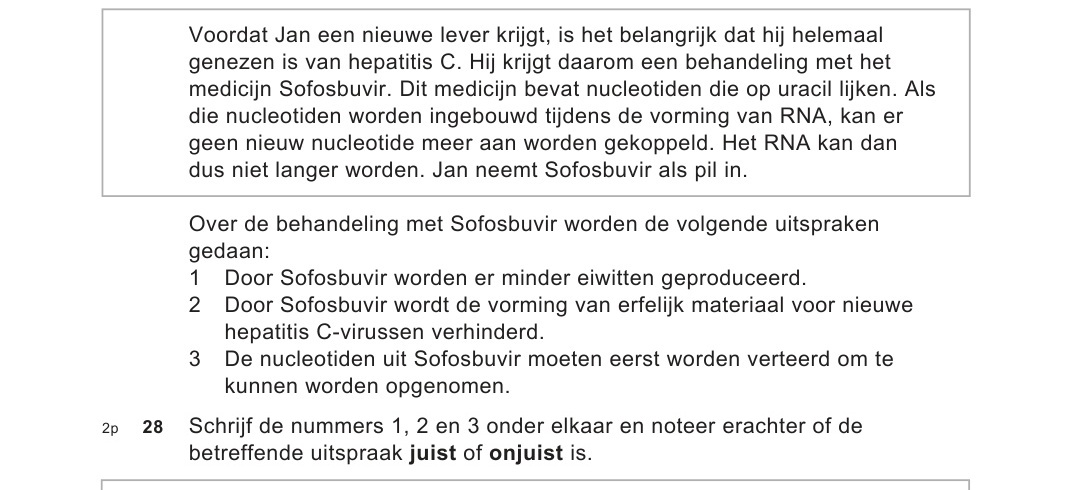 Voordat Jan een nieuwe lever krijgt, is het belangrijk dat hij helemaal
genezen is van hepatitis C. Hij krijgt daarom een behandeling met het
medicijn Sofosbuvir. Dit medicijn bevat nucleotiden die op uracil lijken. Als
die nucleotiden worden ingebouwd tijdens de vorming van RNA, kan er
geen nieuw nucleotide meer aan worden gekoppeld. Het RNA kan dan
dus niet langer worden. Jan neemt Sofosbuvir als pil in.
Over de behandeling met Sofosbuvir worden de volgende uitspraken
gedaan:
1 Door Sofosbuvir worden er minder eiwitten geproduceerd.
2 Door Sofosbuvir wordt de vorming van erfelijk materiaal voor nieuwe
hepatitis C-virussen verhinderd.
3 De nucleotiden uit Sofosbuvir moeten eerst worden verteerd om te
kunnen worden opgenomen.
2p 28 Schrijf de nummers 1, 2 en 3 onder elkaar en noteer erachter of de
betreffende uitspraak juist of onjuist is.